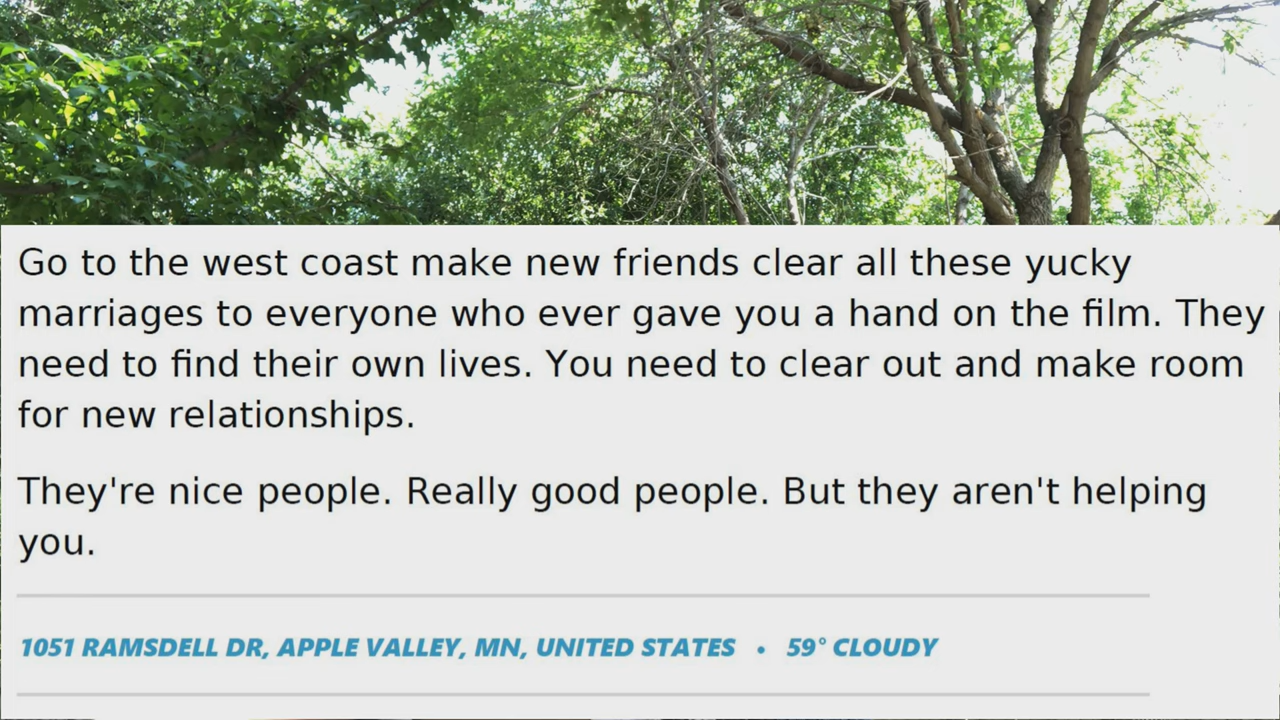 Go to the west coast make new friends clear all these yucky
marriages to everyone who ever gave you a hand on the film. They
need to find their own lives. You need to clear out and make room
for new relationships.
They're nice people. Really good people. But they aren't helping
you.
1051 RAMSDELL DR, APPLE VALLEY, MN, UNITED STATES • 59° CLOUDY